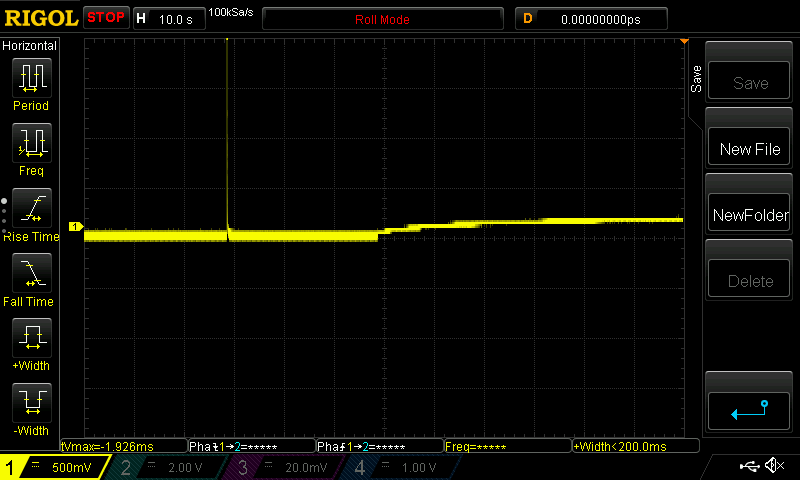 RIGOL STOP H 10.0 s 100kSa/s Roll Mode D 0.00000000ps
Horizontal
Period
Freq
Rise Time
Fall Time
+Width
-Width
1
Save
Save
New File
NewFolder
Delete
tVmax=-1.926ms Pha⨍1→2=***** Pha⨍1→2=***** Freq=***** +Width<200.0ms
1 = 500mV 2 = 2.00 V 3 = 20.0mV 4 = 1.00 V